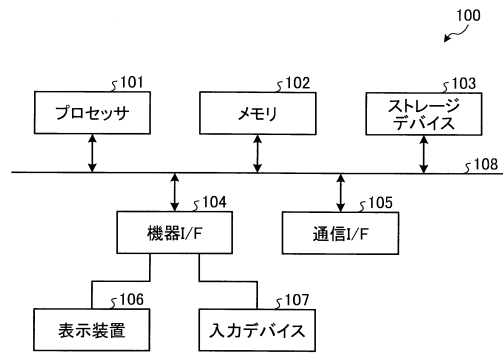 100
101
プロセッサ
102
メモリ
103
ストレージ
デバイス
108
104
機器I/F
105
通信I/F
106
表示装置
107
入力デバイス